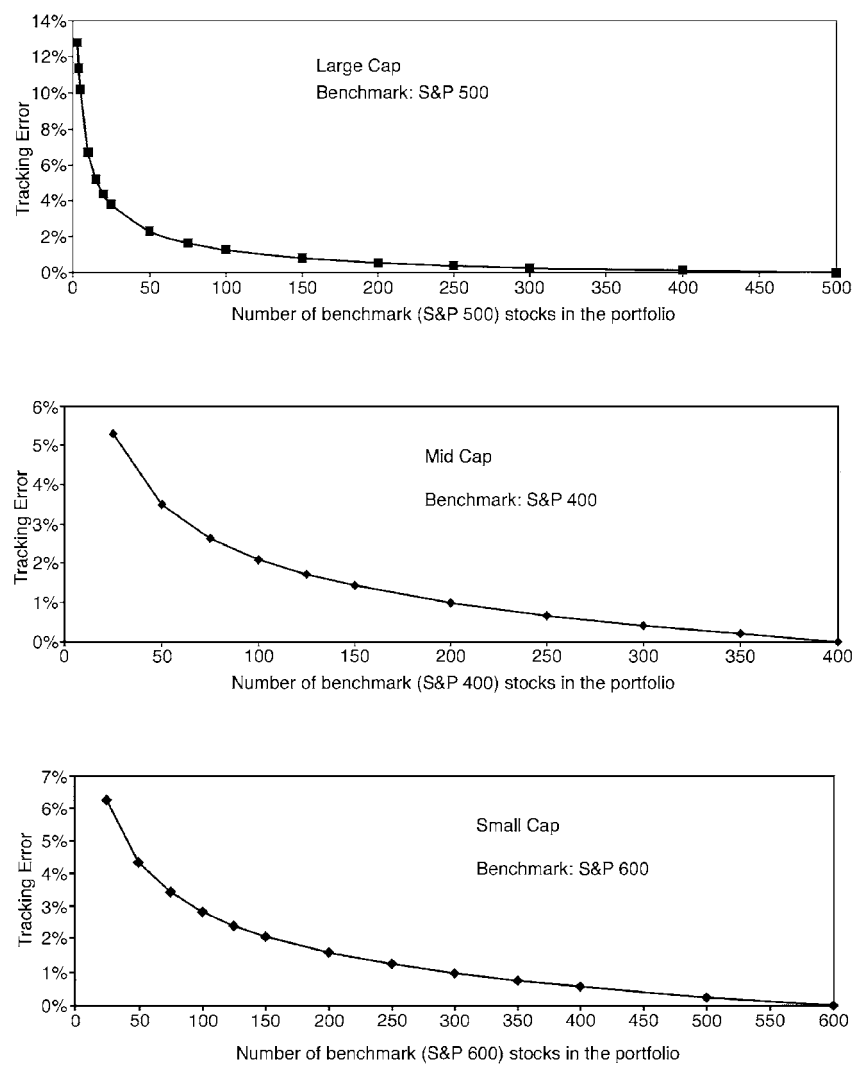 14%
12%
10%
8%
6%
4%
2%
0%
Tracking Error
Large Cap
Benchmark: S&P 500
0 50 100 150 200 250 300 350 400 450 500
Number of benchmark (S&P 500) stocks in the portfolio
6%
5%
4%
3%
2%
1%
0%
Tracking Error
Mid Cap
Benchmark: S&P 400
0 50 100 150 200 250 300 350 400
Number of benchmark (S&P 400) stocks in the portfolio
7%
6%
5%
4%
3%
2%
1%
0%
Tracking Error
Small Cap
Benchmark: S&P 600
0 50 100 150 200 250 300 350 400 450 500 550 600
Number of benchmark (S&P 600) stocks in the portfolio